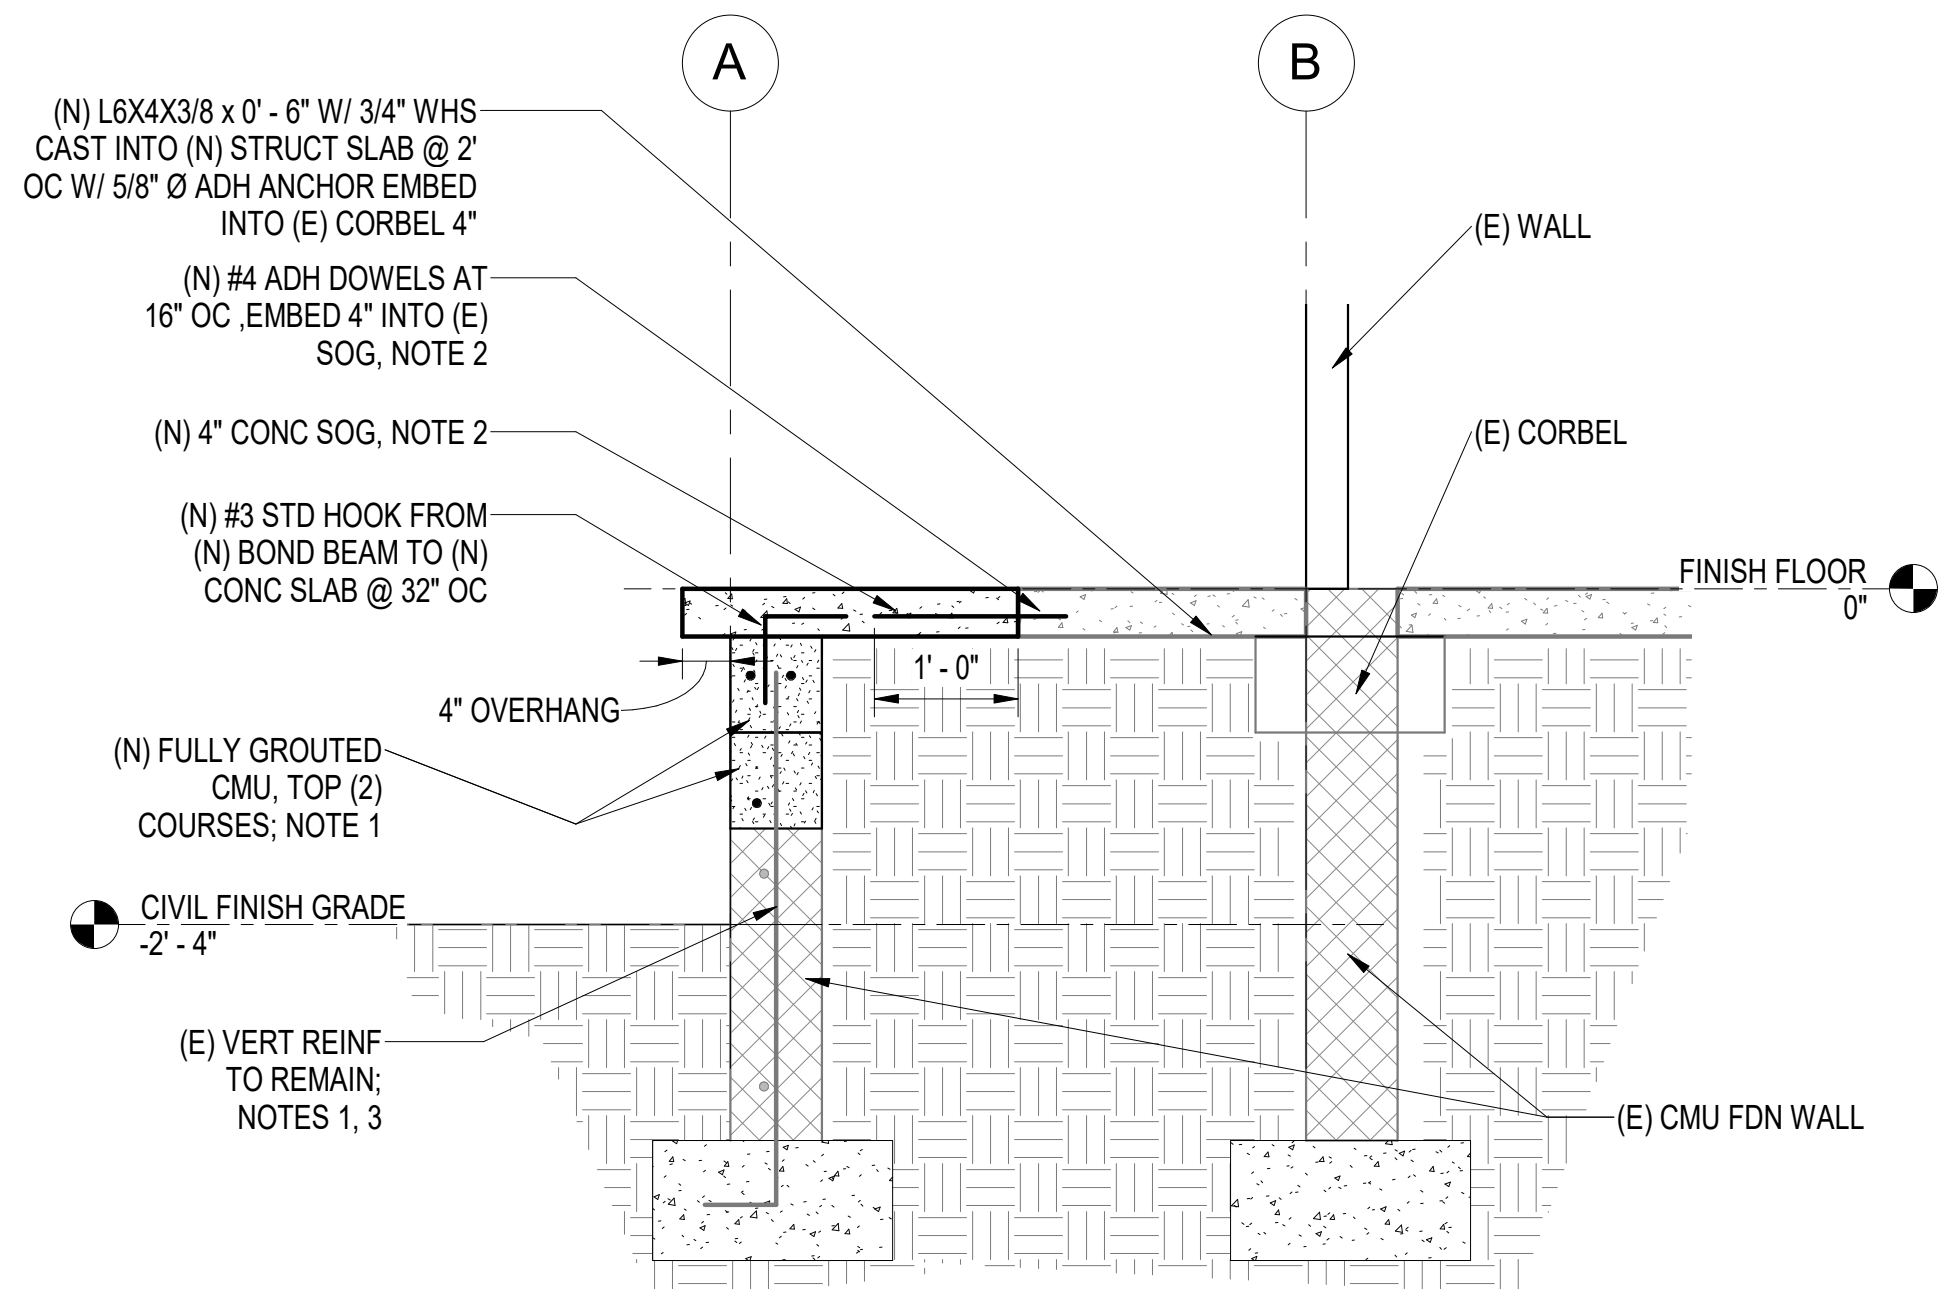 A
B
(N) L6X4X3/8 x 0' - 6" W/ 3/4" WHS
CAST INTO (N) STRUCT SLAB @ 2'
OC W/ 5/8" Ø ADH ANCHOR EMBED
INTO (E) CORBEL 4"
(N) #4 ADH DOWELS AT
16" OC ,EMBED 4" INTO (E)
SOG, NOTE 2
(N) 4" CONC SOG, NOTE 2
(N) #3 STD HOOK FROM
(N) BOND BEAM TO (N)
CONC SLAB @ 32" OC
4" OVERHANG
1' - 0"
(N) FULLY GROUTED
CMU, TOP (2)
COURSES; NOTE 1
CIVIL FINISH GRADE
-2' - 4"
(E) VERT REINF
TO REMAIN;
NOTES 1, 3
(E) WALL
(E) CORBEL
FINISH FLOOR
0"
(E) CMU FDN WALL